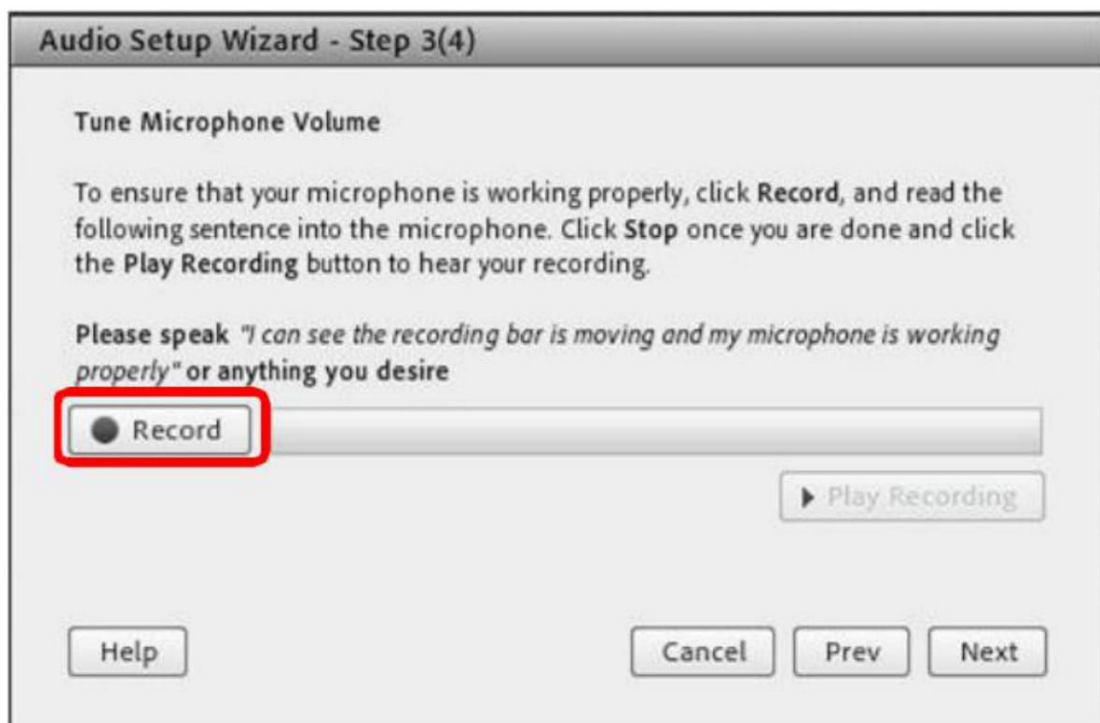 Audio Setup Wizard - Step 3(4)
Tune Microphone Volume
To ensure that your microphone is working properly, click Record, and read the
following sentence into the microphone. Click Stop once you are done and click
the Play Recording button to hear your recording.
Please speak "I can see the recording bar is moving and my microphone is working
properly" or anything you desire
Record
Play Recording
Help
Cancel
Prev
Next